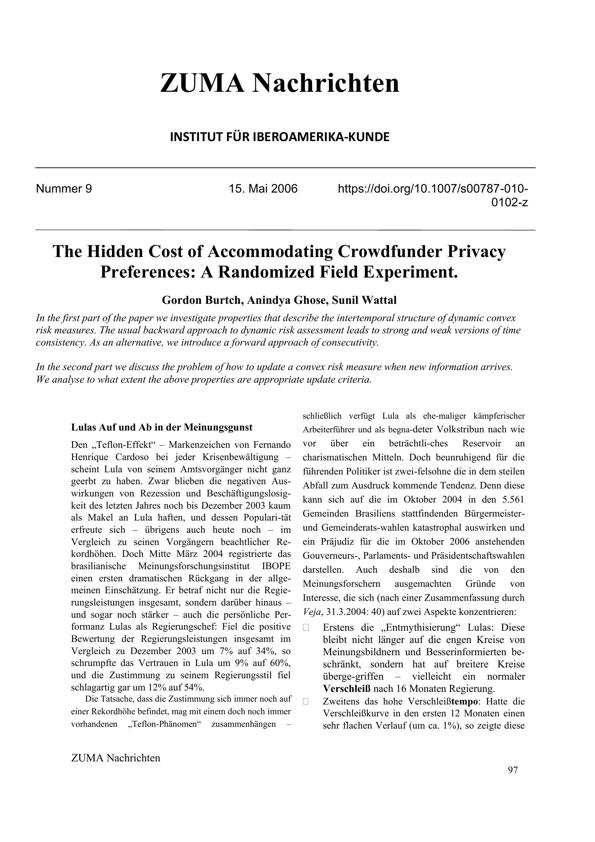 ZUMA Nachrichten
INSTITUT FÜR IBEROAMERIKA-KUNDE
Nummer 9 15. Mai 2006 https://doi.org/10.1007/s00787-010-
0102-z
The Hidden Cost of Accommodating Crowdfunder Privacy
Preferences: A Randomized Field Experiment.
Gordon Burtch, Anindya Ghose, Sunil Wattal
In the first part of the paper we investigate properties that describe the intertemporal structure of dynamic convex
risk measures. The usual backward approach to dynamic risk assessment leads to strong and weak versions of time
consistency. As an alternative, we introduce a forward approach of consecutivity.
In the second part we discuss the problem of how to update a convex risk measure when new information arrives.
We analyse to what extent the above properties are appropriate update criteria.
Lulas Auf und Ab in der Meinungsgunst
Den „Teflon-Effekt“ – Markenzeichen von Fernando
Henrique Cardoso bei jeder Krisenbewältigung –
scheint Lula von seinem Amtsvorgänger nicht ganz
geerbt zu haben. Zwar blieben die negativen Aus-
wirkungen von Rezession und Beschäftigungslosig-
keit des letzten Jahres noch bis Dezember 2003 kaum
als Makel an Lula haften, und dessen Populari-tät
erfreute sich – übrigens auch heute noch – im
Vergleich zu seinen Vorgängern beachtlicher Re-
kordhöhen. Doch Mitte März 2004 registrierte das
brasilianische Meinungsforschungsinstitut IBOPE
einen ersten dramatischen Rückgang in der allge-
meinen Einschätzung. Er betraf nicht nur die Regie-
rungsleistungen insgesamt, sondern darüber hinaus –
und sogar noch stärker – auch die persönliche Per-
formanz Lulas als Regierungschef: Fiel die positive
Bewertung der Regierungsleistungen insgesamt im
Vergleich zu Dezember 2003 um 7% auf 34%, so
schrumpfte das Vertrauen in Lula um 9% auf 60%,
und die Zustimmung zu seinem Regierungsstil fiel
schlagartig gar um 12% auf 54%.
Die Tatsache, dass die Zustimmung sich immer noch auf
einer Rekordhöhe befindet, mag mit einem doch noch immer
vorhandenen „Teflon-Phänomen“ zusammenhängen –
schließlich verfügt Lula als ehe-maliger kämpferischer
Arbeiterführer und als begna-deter Volkstribun nach wie
vor über ein beträchtli-ches Reservoir an
charismatischen Mitteln. Doch beunruhigend für die
führenden Politiker ist zwei-felsohne die in dem steilen
Abfall zum Ausdruck kommende Tendenz. Denn diese
kann sich auf die im Oktober 2004 in den 5.561
Gemeinden Brasiliens stattfindenden Bürgermeister-
und Gemeinderats-wahlen katastrophal auswirken und
ein Präjudiz für die im Oktober 2006 anstehenden
Gouverneurs-, Parlaments- und Präsidentschaftswahlen
darstellen. Auch deshalb sind die von den
Meinungsforschern ausgemachten Gründe von
Interesse, die sich (nach einer Zusammenfassung durch
Veja, 31.3.2004: 40) auf zwei Aspekte konzentrieren:
Erstens die „Entmythisierung“ Lulas: Diese
bleibt nicht länger auf die engen Kreise von
Meinungsbildnern und Besserinformierten be-
schränkt, sondern hat auf breitere Kreise
überge-griffen – vielleicht ein normaler
Verschleiß nach 16 Monaten Regierung.
Zweitens das hohe Verschleißtempo: Hatte die
Verschleißkurve in den ersten 12 Monaten einen
sehr flachen Verlauf (um ca. 1%), so zeigte diese
ZUMA Nachrichten
97